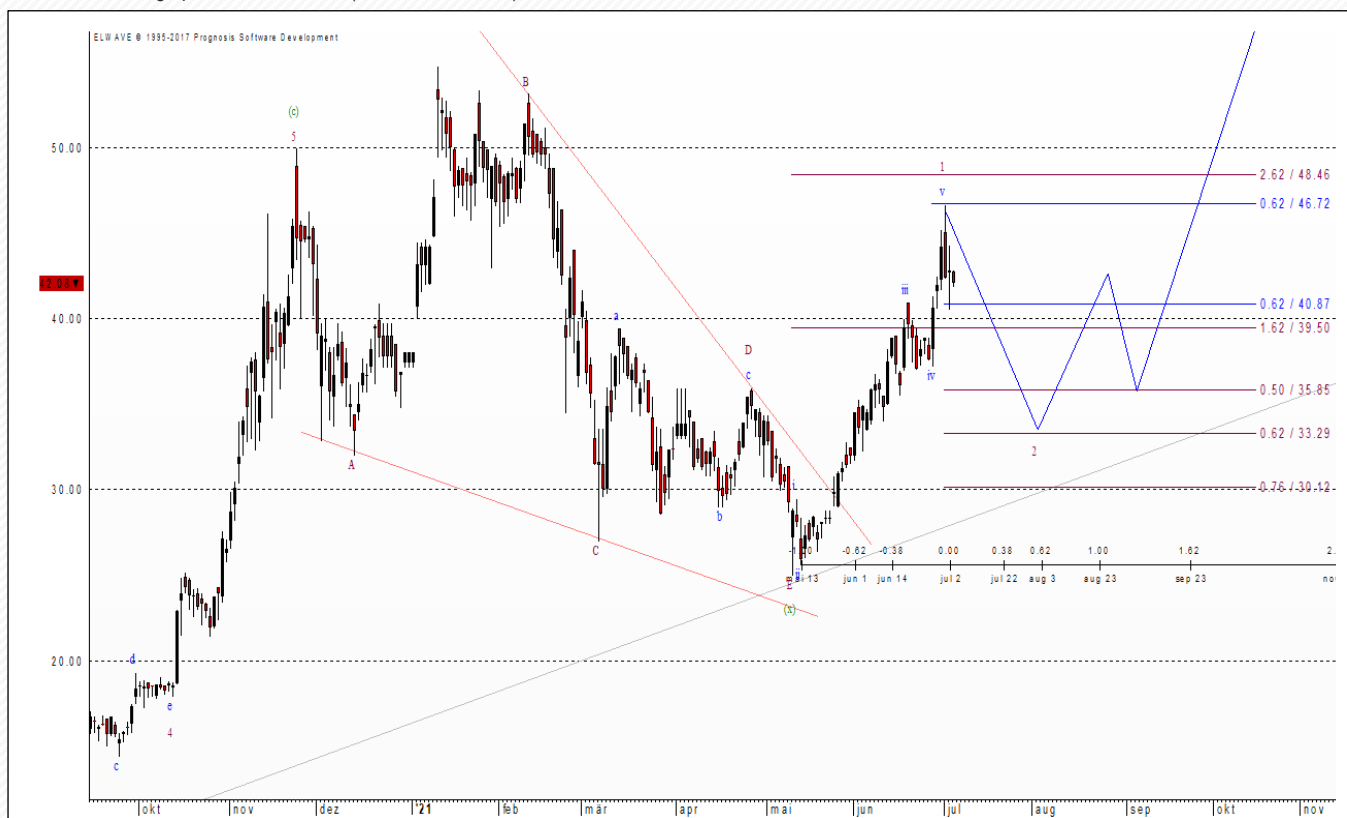 ELWAVE @ 1995-2017 Prognosis Software Development
(c)
5
B
50.00
1
2.62 / 48.46
v
0.62 / 46.72
42.08▼
a
iii
0.62 / 40.87
40.00
1.62 / 39.50
D
c
iv
0.50 / 35.85
0.62 / 33.29
A
2
i
30.00
0.76 / 30.12
b
C
-0.62 -0.38 0.00 0.38 0.62 1.00 1.62 2.
13 jun 1 jun 14 jul 2 jul 22 aug 3 aug 23 sep 23
E
(x)
d
20.00
e
4
c
okt nov dez '21 feb mär apr mai jun jul aug sep okt nov